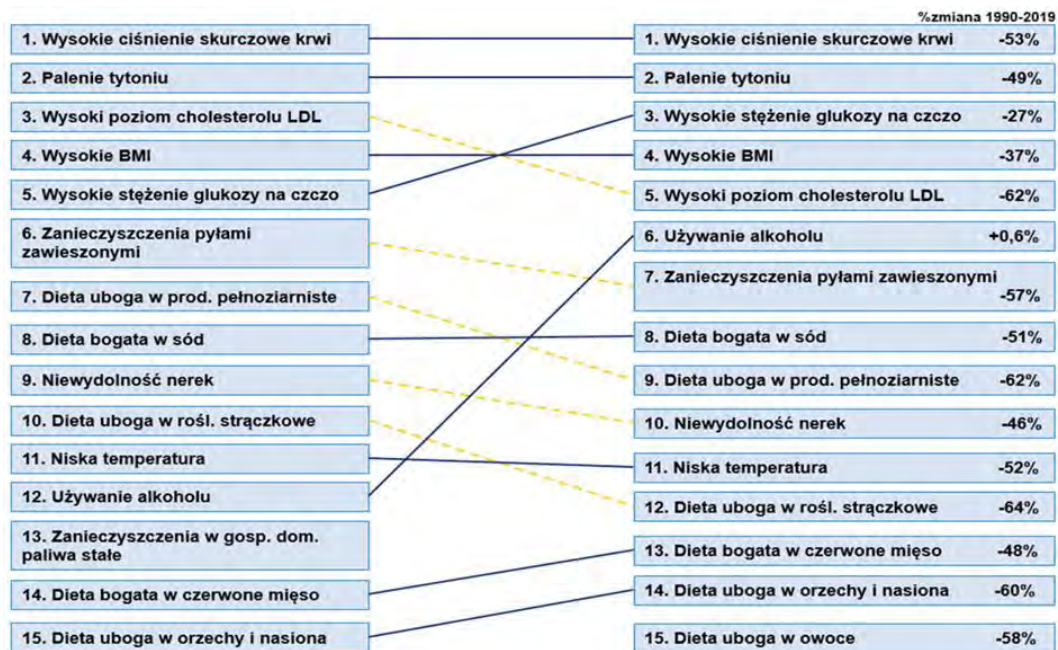 %zmiana 1990-2019
1. Wysokie ciśnienie skurczowe krwi
2. Palenie tytoniu
3. Wysoki poziom cholesterolu LDL
4. Wysokie BMI
5. Wysokie stężenie glukozy na czczo
6. Zanieczyszczenia pyłami
zawieszonymi
7. Dieta uboga w prod. pełnoziarniste
8. Dieta bogata w sód
9. Niewydolność nerek
10. Dieta uboga w rośl. strączkowe
11. Niska temperatura
12. Używanie alkoholu
13. Zanieczyszczenia w gosp. dom.
paliwa stałe
14. Dieta bogata w czerwone mięso
15. Dieta uboga w orzechy i nasiona
1. Wysokie ciśnienie skurczowe krwi -53%
2. Palenie tytoniu -49%
3. Wysokie stężenie glukozy na czczo -27%
4. Wysokie BMI -37%
5. Wysoki poziom cholesterolu LDL -62%
6. Używanie alkoholu +0,6%
7. Zanieczyszczenia pyłami zawieszonymi
-57%
8. Dieta bogata w sód -51%
9. Dieta uboga w prod. pełnoziarniste -62%
10. Niewydolność nerek -46%
11. Niska temperatura -52%
12. Dieta uboga w rośl. strączkowe -64%
13. Dieta bogata w czerwone mięso -48%
14. Dieta uboga w orzechy i nasiona -60%
15. Dieta uboga w owoce -58%